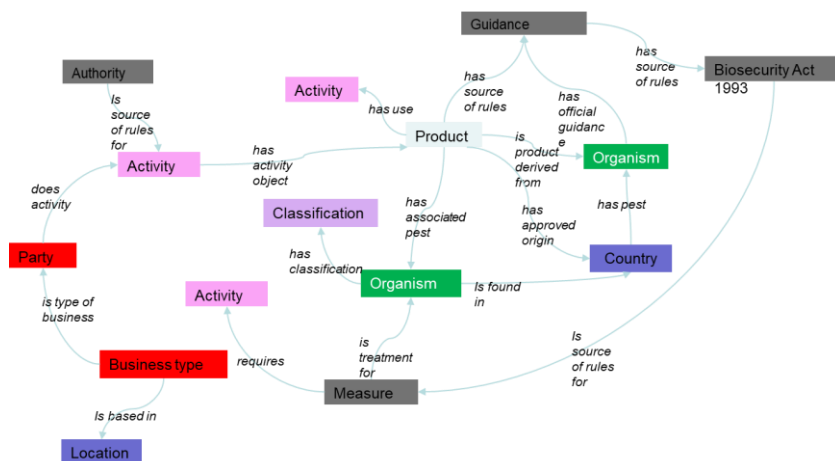 Guidance
Authority
has
source
of rules
Biosecurity Act
1993
Is
source
of rules
for
Activity
has use
has
source
of rules
has
official
guidanc
e
Product
Activity
has
activity
object
is
product
derived
from
Organism
does
activity
Classification
has
associated
pest
has
approved
origin
has pest
has
classification
Party
Country
Organism
Is found
in
Activity
is type of
business
is
treatment
for
Is
source
of rules
for
Business type
requires
Measure
Is based in
Location